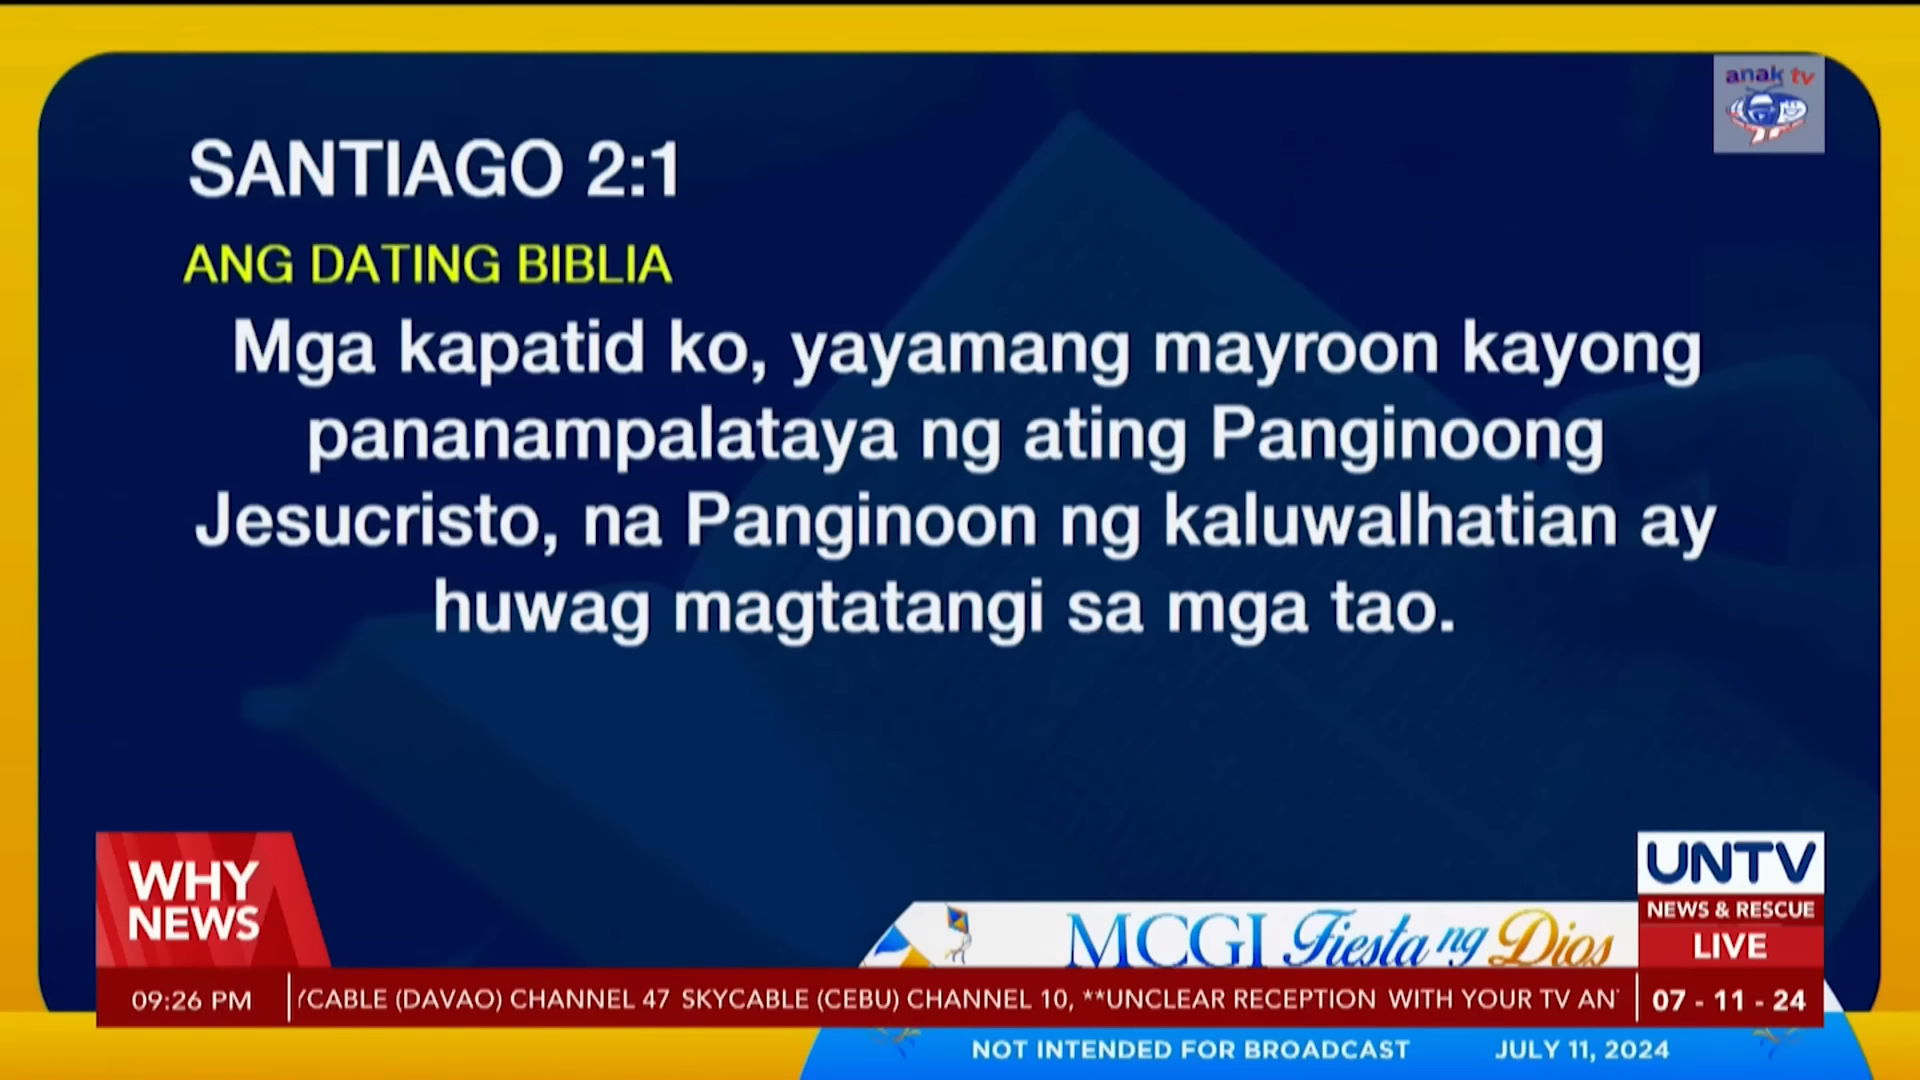 anak tv
SANTIAGO 2:1
ANG DATING BIBLIA
Mga kapatid ko, yayamang mayroon kayong
pananampalataya ng ating Panginoong
Jesucristo, na Panginoon ng kaluwalhatian ay
huwag magtatangi sa mga tao.
WHY
NEWS
UNTV
NEWS & RESCUE
LIVE
MCGI Fiesta ng Dios
09:26 PM
YCABLE (DAVAO) CHANNEL 47 SKYCABLE (CEBU) CHANNEL 10, **UNCLEAR RECEPTION WITH YOUR TV AN
07 - 11 - 24
NOT INTENDED FOR BROADCAST
JULY 11, 2024